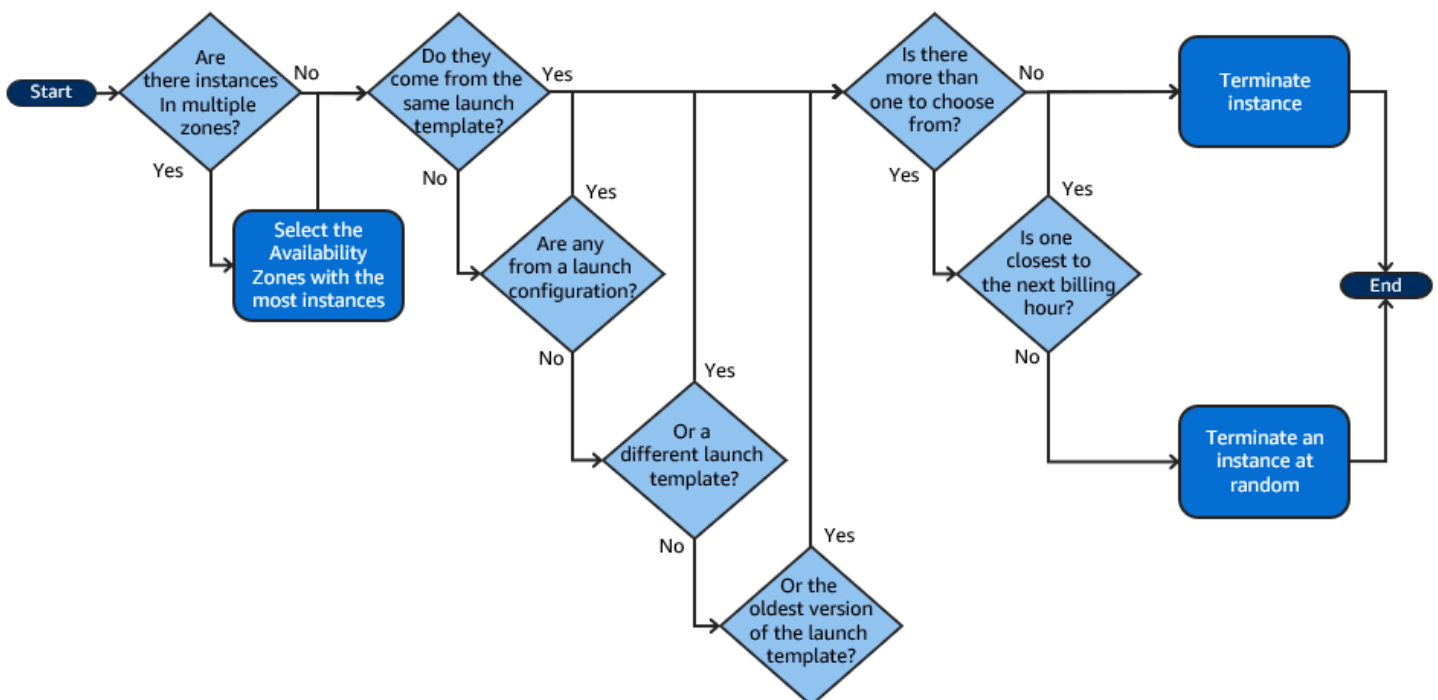 Start
Are
there instances
In multiple
zones?
No
Yes
Select the
Availability
Zones with the
most instances
Do they
come from the
same launch
template?
Yes
No
Are any
from a launch
configuration?
Yes
No
Or a
different launch
template?
Yes
No
Or the
oldest version
of the launch
template?
Yes
Is there
more than
one to choose
from?
No
Yes
Is one
closest to
the next billing
hour?
Yes
No
Terminate
instance
Terminate an
instance at
random
End